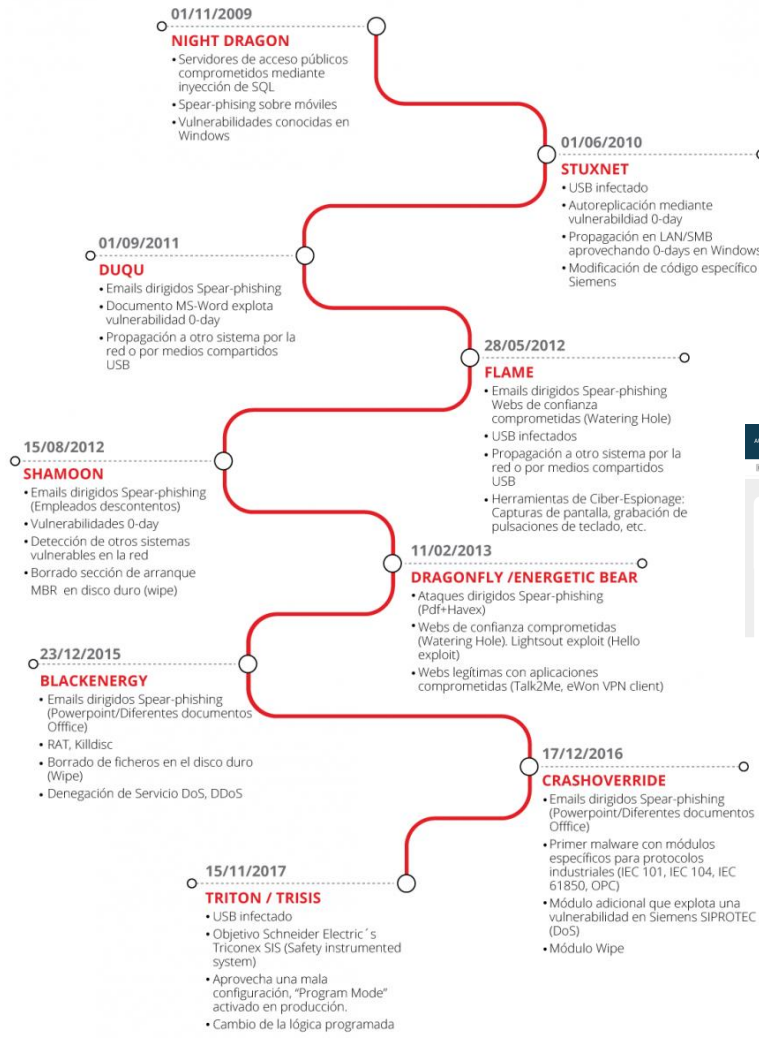 01/11/2009
NIGHT DRAGON
• Servidores de acceso públicos
comprometidos mediante
inyección de SQL
• Spear-phising sobre móviles
• Vulnerabilidades conocidas en
Windows
01/06/2010
STUXNET
• USB infectado
• Autoreplicación mediante
vulnerabildiad 0-day
• Propagación en LAN/SMB
aprovechando 0-days en Windows
• Modificación de código específico
Siemens
01/09/2011
DUQU
• Emails dirigidos Spear-phishing
• Documento MS-Word explota
vulnerabilidad 0-day
• Propagación a otro sistema por la
red o por medios compartidos
USB
28/05/2012
FLAME
• Emails dirigidos Spear-phishing
Webs de confianza
comprometidas (Watering Hole)
• USB infectados
• Propagación a otro sistema por la
red o por medios compartidos
USB
• Herramientas de Ciber-Espionage:
Capturas de pantalla, grabación de
pulsaciones de teclado, etc.
15/08/2012
SHAMOON
• Emails dirigidos Spear-phishing
(Empleados descontentos)
• Vulnerabilidades 0-day
• Detección de otros sistemas
vulnerables en la red
• Borrado sección de arranque
MBR en disco duro (wipe)
11/02/2013
DRAGONFLY /ENERGETIC BEAR
• Ataques dirigidos Spear-phishing
(Pdf+Havex)
• Webs de confianza comprometidas
(Watering Hole). Lightsout exploit (Hello
exploit)
• Webs legítimas con aplicaciones
comprometidas (Talk2Me, eWon VPN client)
23/12/2015
BLACKENERGY
• Emails dirigidos Spear-phishing
(Powerpoint/Diferentes documentos
Offfice)
• RAT, Killdisc
• Borrado de ficheros en el disco duro
(Wipe)
• Denegación de Servicio DoS, DDoS
17/12/2016
CRASHOVERRIDE
• Emails dirigidos Spear-phishing
(Powerpoint/Diferentes documentos
Offfice)
• Primer malware con módulos
específicos para protocolos
industriales (IEC 101, IEC 104, IEC
61850, OPC)
• Módulo adicional que explota una
vulnerabilidad en Siemens SIPROTEC
(DoS)
• Módulo Wipe
15/11/2017
TRITON / TRISIS
• USB infectado
• Objetivo Schneider Electric´s
Triconex SIS (Safety instrumented
system)
• Aprovecha una mala
configuración, “Program Mode”
activado en producción.
• Cambio de la lógica programada